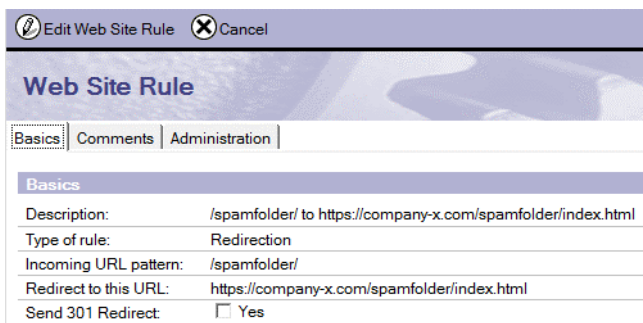 Edit Web Site Rule Cancel
Web Site Rule
Basics Comments Administration
Basics
Description: /spamfolder/ to https://company-x.com/spamfolder/index.html
Type of rule: Redirection
Incoming URL pattern: /spamfolder/
Redirect to this URL: https://company-x.com/spamfolder/index.html
Send 301 Redirect: Yes